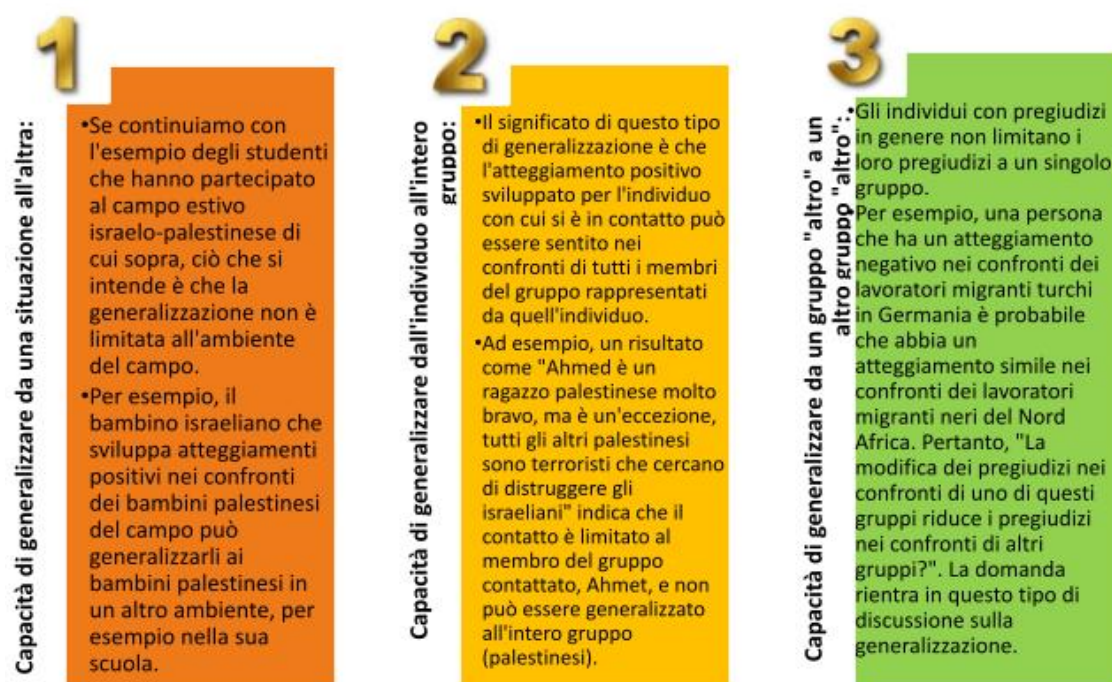 1
Capacità di generalizzare da una situazione all'altra:
•Se continuiamo con
l'esempio degli studenti
che hanno partecipato
al campo estivo
israelo-palestinese di
cui sopra, ciò che si
intende è che la
generalizzazione non è
limitata all'ambiente
del campo.
•Per esempio, il
bambino israeliano che
sviluppa atteggiamenti
positivi nei confronti
dei bambini palestinesi
del campo può
generalizzarli ai
bambini palestinesi in
un altro ambiente, per
esempio nella sua
scuola.
2
Capacità di generalizzare dall'individuo all'intero
gruppo:
•Il significato di questo tipo
di generalizzazione è che
l'atteggiamento positivo
sviluppato per l'individuo
con cui si è in contatto può
essere sentito nei
confronti di tutti i membri
del gruppo rappresentati
da quell'individuo.
•Ad esempio, un risultato
come "Ahmed è un
ragazzo palestinese molto
bravo, ma è un'eccezione,
tutti gli altri palestinesi
sono terroristi che cercano
di distruggere gli
israeliani" indica che il
contatto è limitato al
membro del gruppo
contattato, Ahmet, e non
può essere generalizzato
all'intero gruppo
(palestinesi).
3
Capacità di generalizzare da un gruppo "altro" a un
altro gruppo "altro":
•Gli individui con pregiudizi
in genere non limitano i
loro pregiudizi a un singolo
gruppo.
•Per esempio, una persona
che ha un atteggiamento
negativo nei confronti dei
lavoratori migranti turchi
in Germania è probabile
che abbia un
atteggiamento simile nei
confronti dei lavoratori
migranti neri del Nord
Africa. Pertanto, "La
modifica dei pregiudizi nei
confronti di uno di questi
gruppi riduce i pregiudizi
nei confronti di altri
gruppi?". La domanda
rientra in questo tipo di
discussione sulla
generalizzazione.